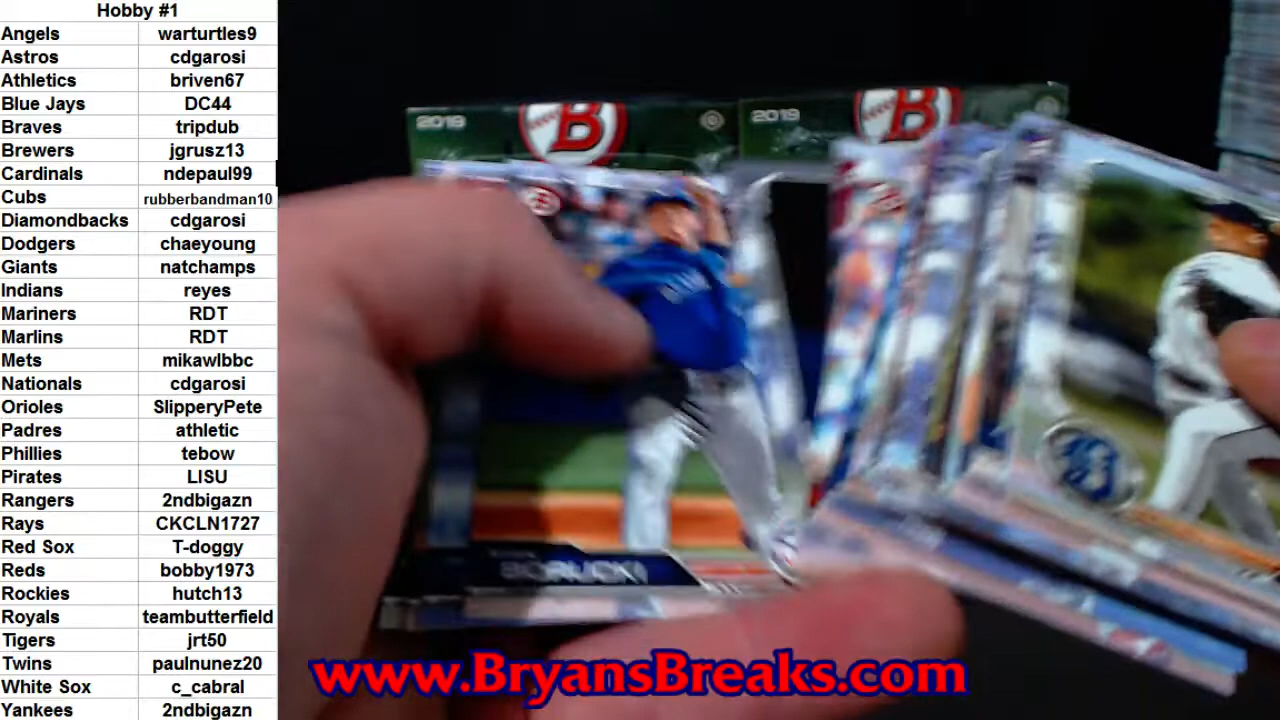 Hobby #1
Angels warturtles9
Astros cdgarosi
Athletics briven67
Blue Jays DC44
Braves tripdub
Brewers jgrusz13
Cardinals ndepaul99
Cubs rubberbandman10
Diamondbacks cdgarosi
Dodgers chaeyoung
Giants natchamps
Indians reyes
Mariners RDT
Marlins RDT
Mets mikawlbbc
Nationals cdgarosi
Orioles SlipperyPete
Padres athletic
Phillies tebow
Pirates LISU
Rangers 2ndbigazn
Rays CKCLN1727
Red Sox T-doggy
Reds bobby1973
Rockies hutch13
Royals teambutterfield
Tigers jrt50
Twins paulnunez20
White Sox c_cabral
Yankees 2ndbigazn
2019 B
2019 B
BORUCKI
www.BryansBreaks.com